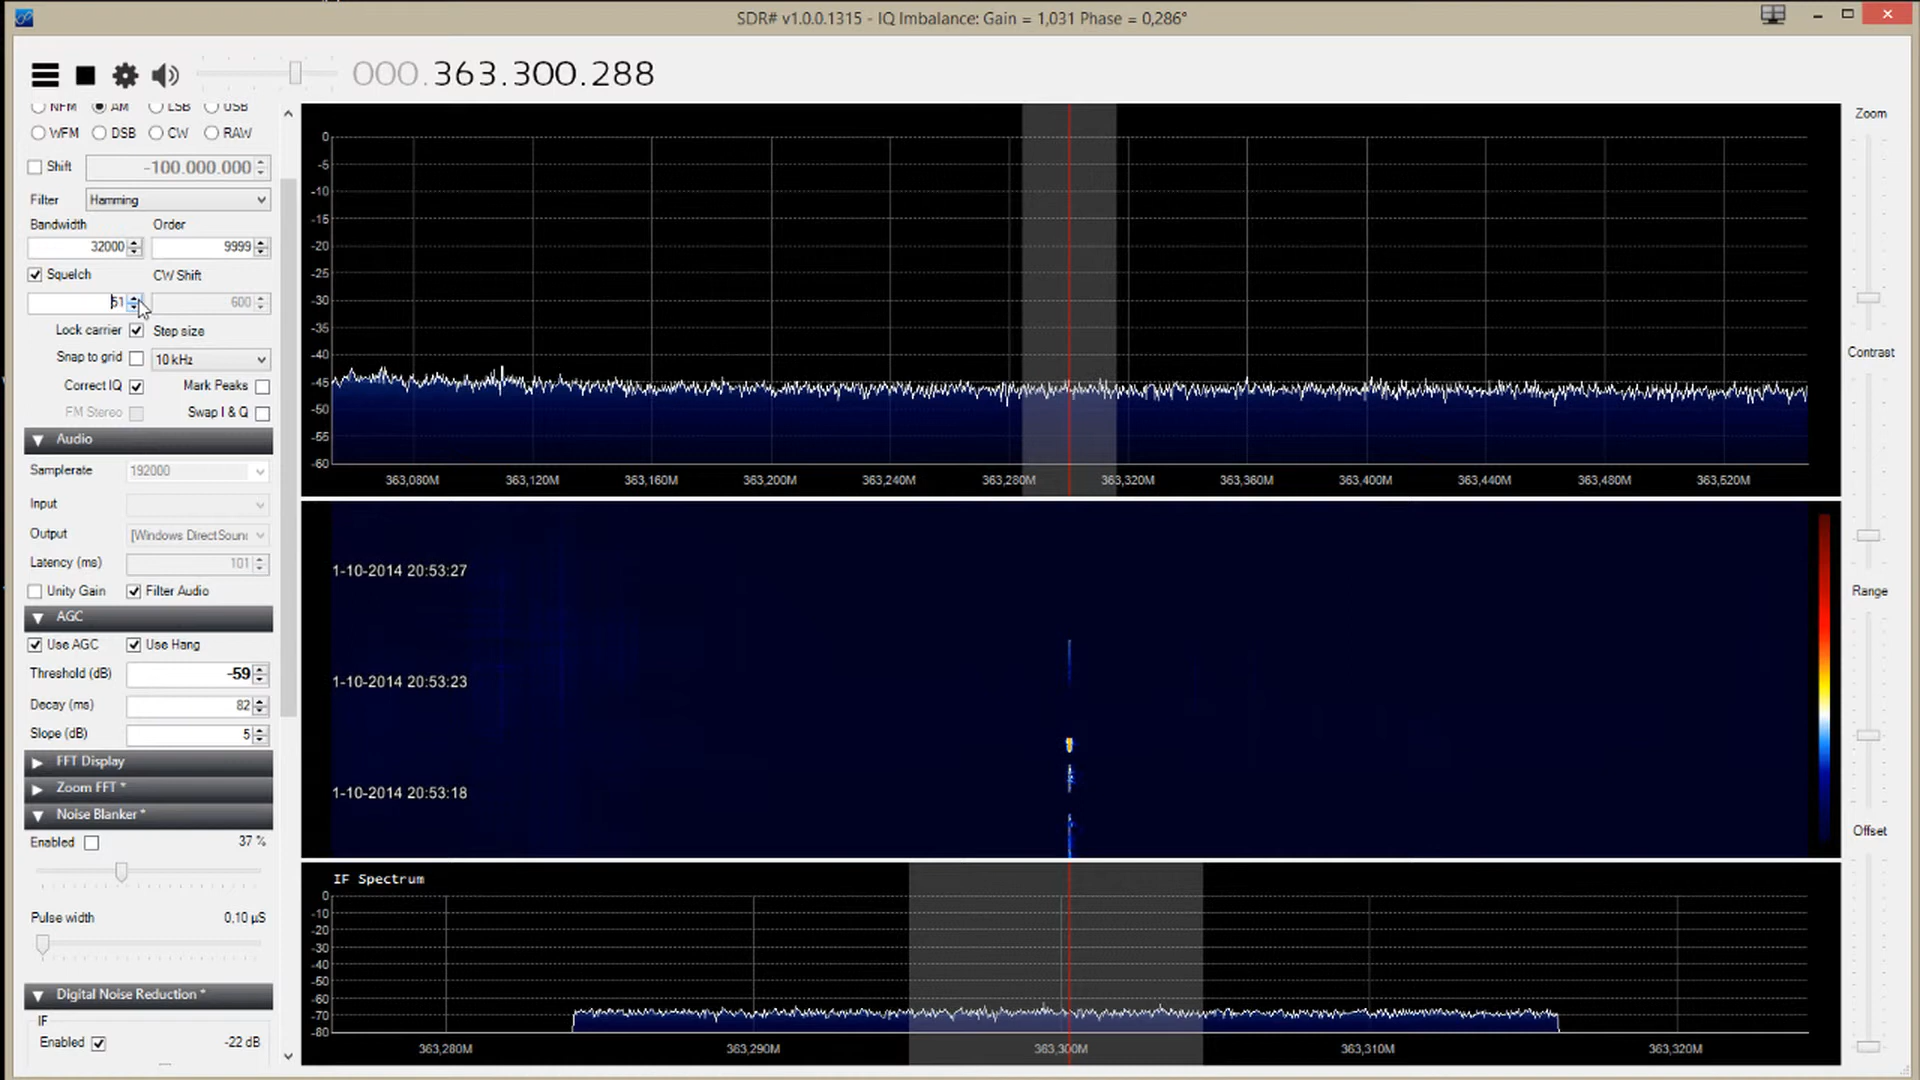 SDR# v1.0.0.1315 - IQ Imbalance: Gain = 1,031 Phase = 0,286°
000.363.300.288
NFM AM LSB USB
WFM DSB CW RAW
Shift -100.000.000
Filter Hamming
Bandwidth Order
32000 9999
Squelch CW Shift
51 600
Lock carrier Step size
Snap to grid 10 kHz
Correct IQ Mark Peaks
FM Stereo Swap I & Q
Audio
Samplerate 192000
Input
Output [Windows DirectSoun
Latency (ms) 101
Unity Gain Filter Audio
AGC
Use AGC Use Hang
Threshold (dB) -59
Decay (ms) 82
Slope (dB) 5
FFT Display
Zoom FFT *
Noise Blanker *
Enabled 37 %
Pulse width 0.10 µS
Digital Noise Reduction *
IF
Enabled -22 dB
0
-5
-10
-15
-20
-25
-30
-35
-40
-45
-50
-55
-60
363,080M 363,120M 363,160M 363,200M 363,240M 363,280M 363,320M 363,360M 363,400M 363,440M 363,480M 363,520M
1-10-2014 20:53:27
1-10-2014 20:53:23
1-10-2014 20:53:18
IF Spectrum
0
-10
-20
-30
-40
-50
-60
-70
-80
363,280M 363,290M 363,300M 363,310M 363,320M
Zoom
Contrast
Range
Offset